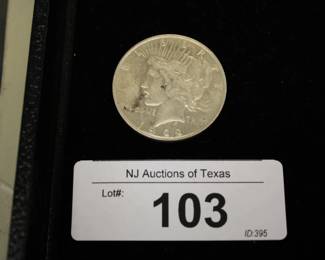 NJ Auctions of Texas
Lot#:
103
ID:395